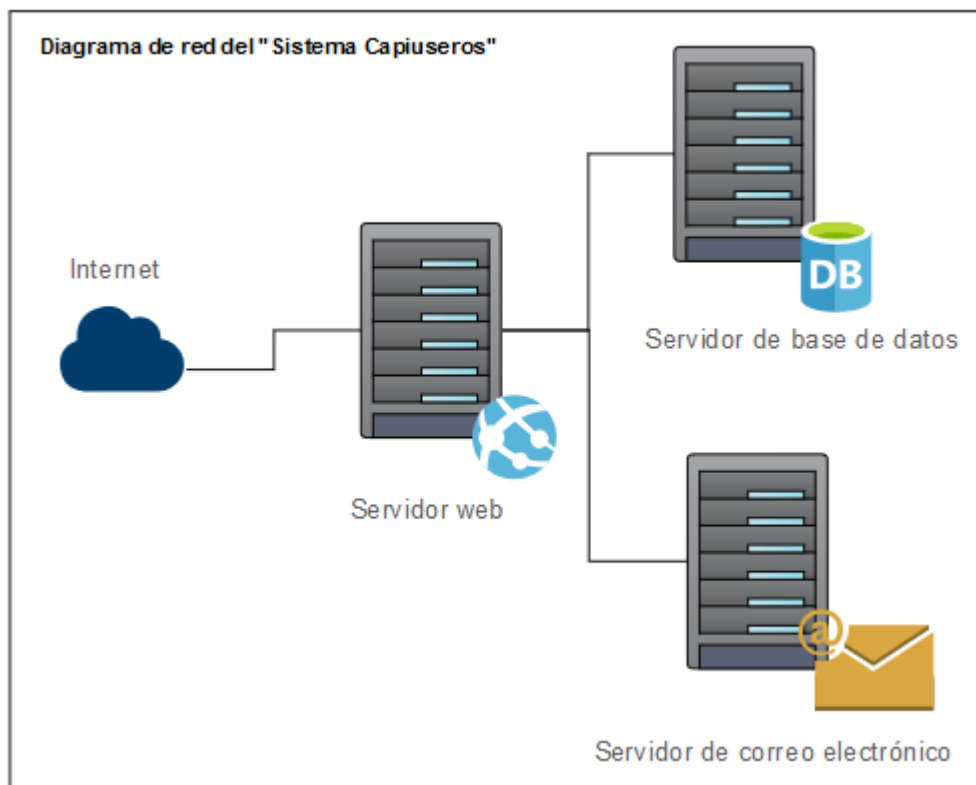 Diagrama de red del "Sistema Capiuseros"
Internet
DB
Servidor de base de datos
Servidor web
@
Servidor de correo electrónico